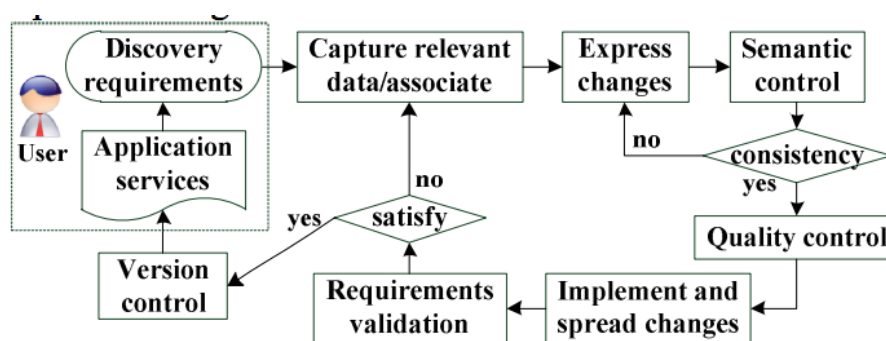 Discovery
requirements
Capture relevant
data/associate
Express
changes
Semantic
control
User
Application
services
no
consistency
yes
no
satisfy
yes
Quality control
Version
control
Requirements
validation
Implement and
spread changes